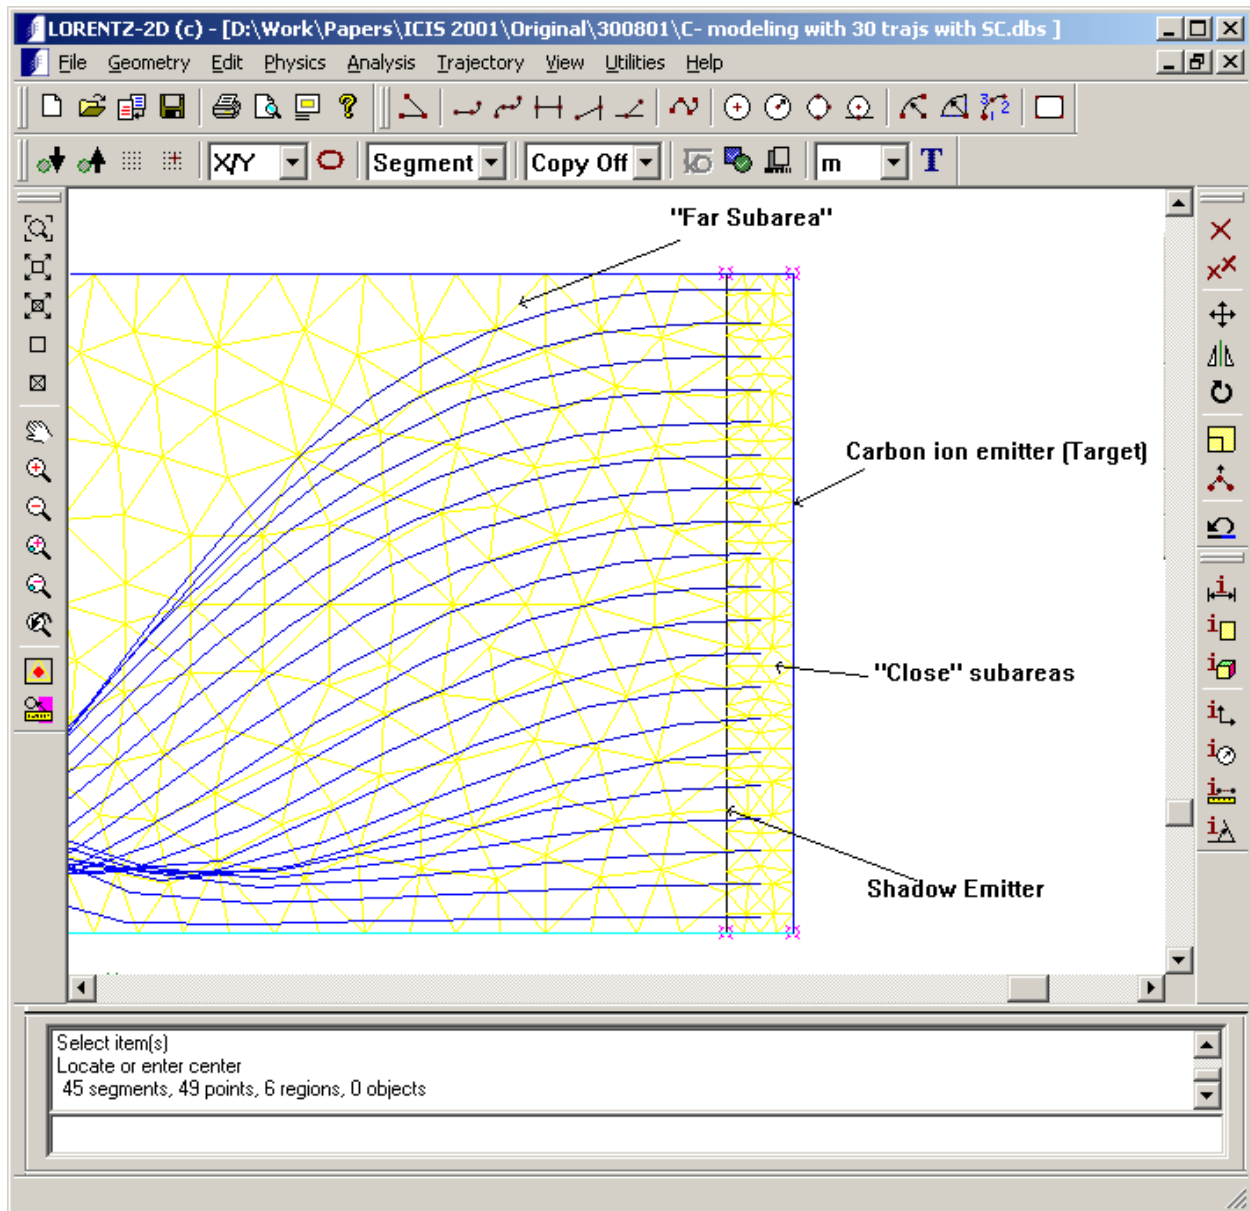 LORENTZ-2D (c) - [D:\Work\Papers\ICIS 2001\Original\300801\C- modeling with 30 trajs with SC.dbs ]
File Geometry Edit Physics Analysis Trajectory View Utilities Help
X/Y Segment Copy Off m T
"Far Subarea"
Carbon ion emitter (Target)
"Close" subareas
Shadow Emitter
Select item(s)
Locate or enter center
45 segments, 49 points, 6 regions, 0 objects